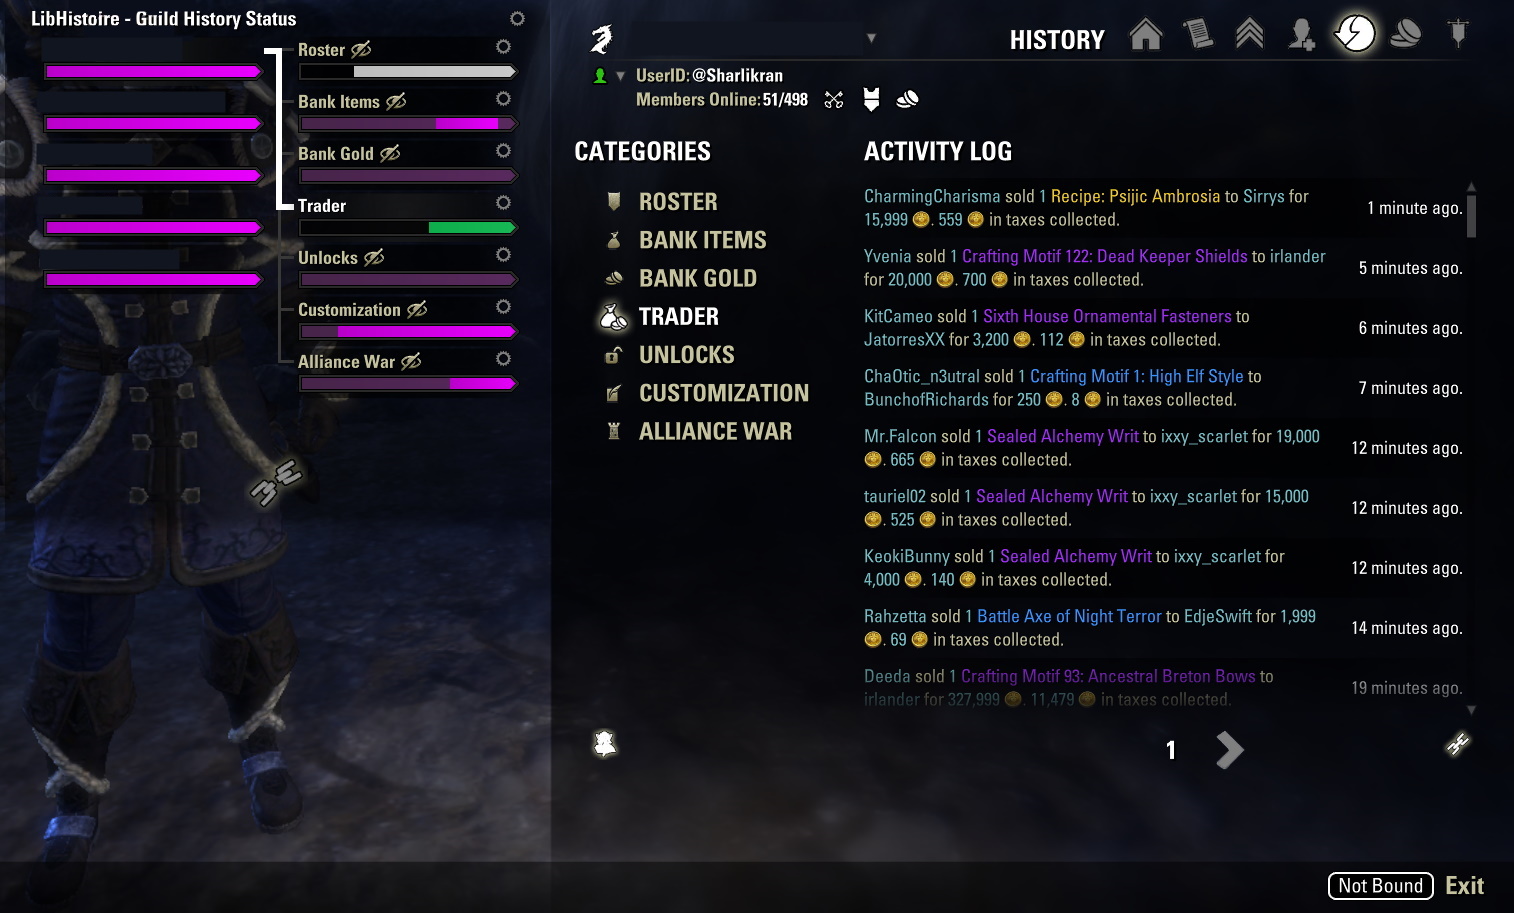 LibHistoire - Guild History Status
Roster
Bank Items
Bank Gold
Trader
Unlocks
Customization
Alliance War
HISTORY
UserID: @Sharlikran
Members Online: 51/498
CATEGORIES
ROSTER
BANK ITEMS
BANK GOLD
TRADER
UNLOCKS
CUSTOMIZATION
ALLIANCE WAR
ACTIVITY LOG
CharmingCharisma sold 1 Recipe: Psijic Ambrosia to Sirrys for
15,999 . 559 in taxes collected.
1 minute ago.
Yvenia sold 1 Crafting Motif 122: Dead Keeper Shields to irlander
for 20,000 . 700 in taxes collected.
5 minutes ago.
KitCameo sold 1 Sixth House Ornamental Fasteners to
JatorresXX for 3,200 . 112 in taxes collected.
6 minutes ago.
ChaOtic_n3utral sold 1 Crafting Motif 1: High Elf Style to
BunchofRichards for 250 . 8 in taxes collected.
7 minutes ago.
Mr.Falcon sold 1 Sealed Alchemy Writ to ixxy_scarlet for 19,000
. 665 in taxes collected.
12 minutes ago.
tauriel02 sold 1 Sealed Alchemy Writ to ixxy_scarlet for 15,000
. 525 in taxes collected.
12 minutes ago.
KeokiBunny sold 1 Sealed Alchemy Writ to ixxy_scarlet for
4,000 . 140 in taxes collected.
12 minutes ago.
Rahzetta sold 1 Battle Axe of Night Terror to EdjeSwift for 1,999
. 69 in taxes collected.
14 minutes ago.
Deeda sold 1 Crafting Motif 93: Ancestral Breton Bows to
irlander for 327,999 . 11,479 in taxes collected.
19 minutes ago.
1
Not Bound Exit